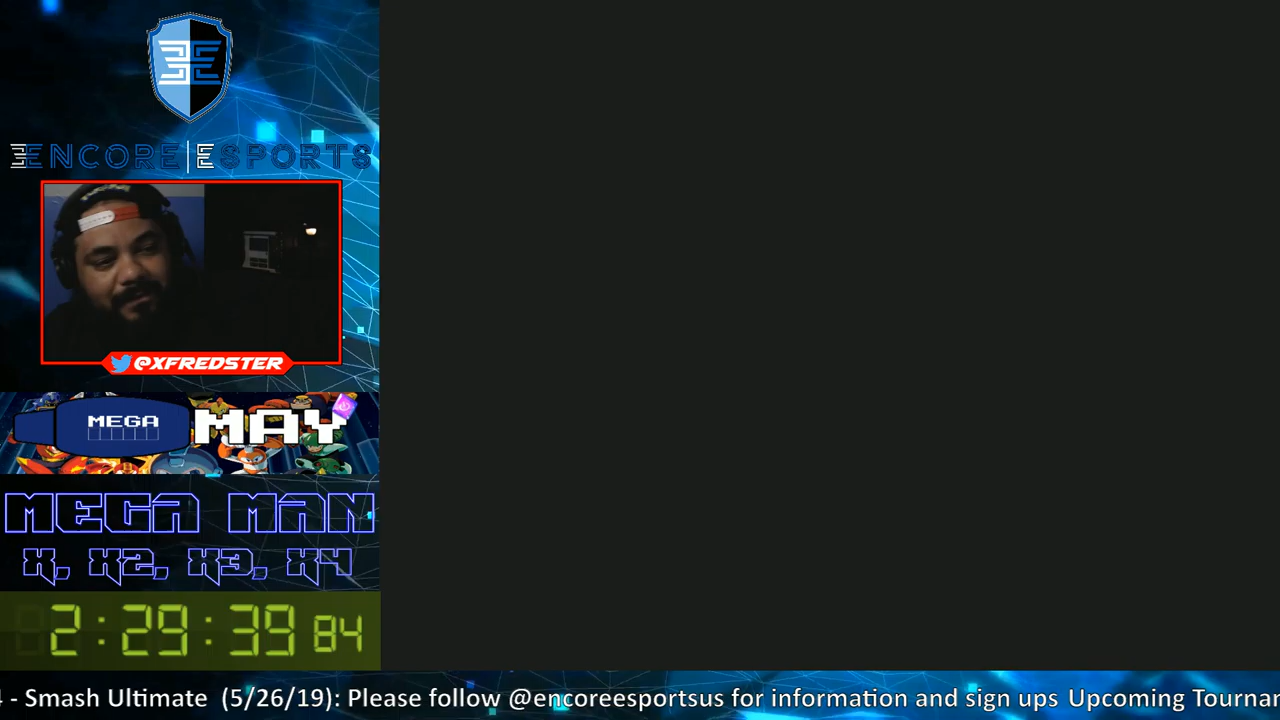 ENCORE|ESPORTS
@XFREDSTER
MEGA
MAY
MEGA MAN
X, X2, X3, X4
2:29:39 84
- Smash Ultimate (5/26/19): Please follow @encoreesportsus for information and sign ups Upcoming